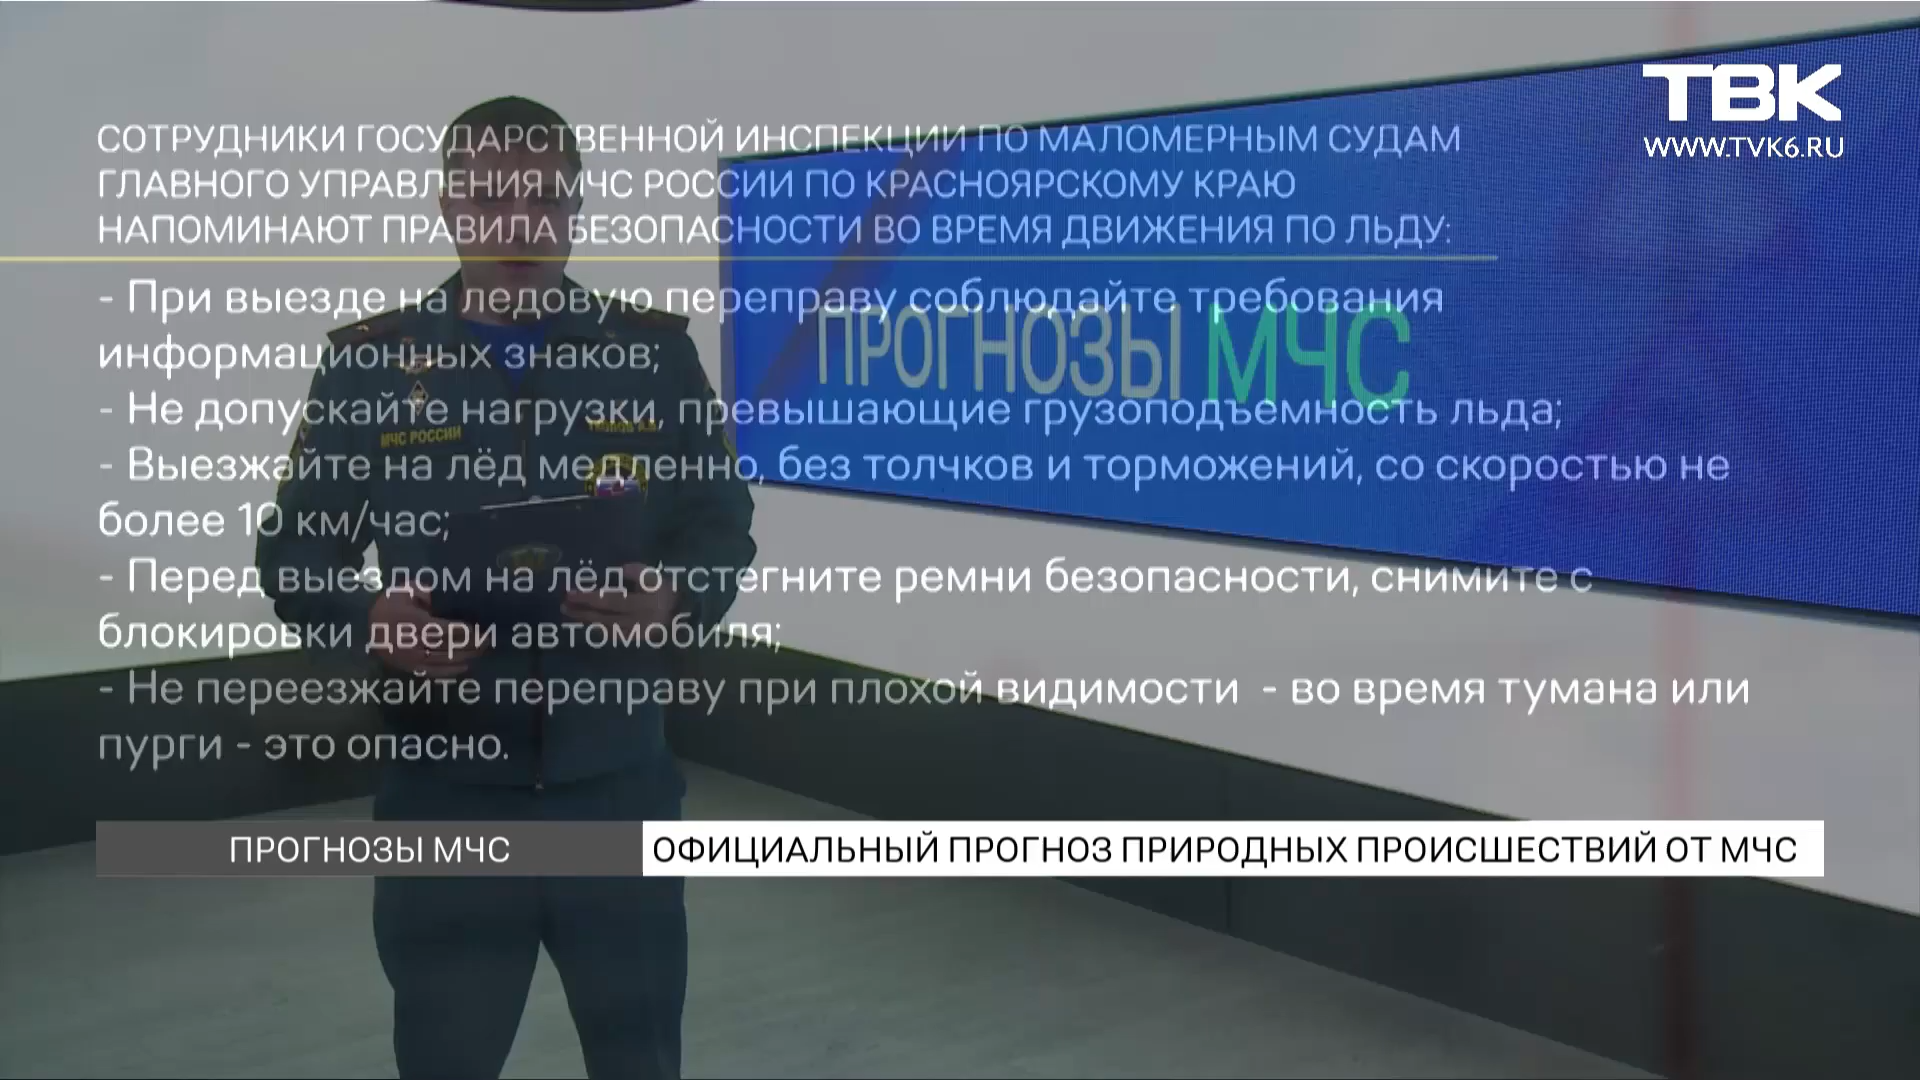 ТВК
WWW.TVK6.RU
СОТРУДНИКИ ГОСУДАРСТВЕННОЙ ИНСПЕКЦИИ ПО МАЛОМЕРНЫМ СУДАМ
ГЛАВНОГО УПРАВЛЕНИЯ МЧС РОССИИ ПО КРАСНОЯРСКОМУ КРАЮ
НАПОМИНАЮТ ПРАВИЛА БЕЗОПАСНОСТИ ВО ВРЕМЯ ДВИЖЕНИЯ ПО ЛЬДУ:
- При выезде на ледовую переправу соблюдайте требования
информационных знаков;
- Не допускайте нагрузки, превышающие грузоподъемность льда;
- Выезжайте на лёд медленно, без толчков и торможений, со скоростью не
более 10 км/час;
- Перед выездом на лёд отстегните ремни безопасности, снимите с
блокировки двери автомобиля;
- Не переезжайте переправу при плохой видимости - во время тумана или
пурги - это опасно.
ПРОГНОЗЫ МЧС
МЧС РОССИИ
ПРОГНОЗЫ МЧС
ОФИЦИАЛЬНЫЙ ПРОГНОЗ ПРИРОДНЫХ ПРОИСШЕСТВИЙ ОТ МЧС